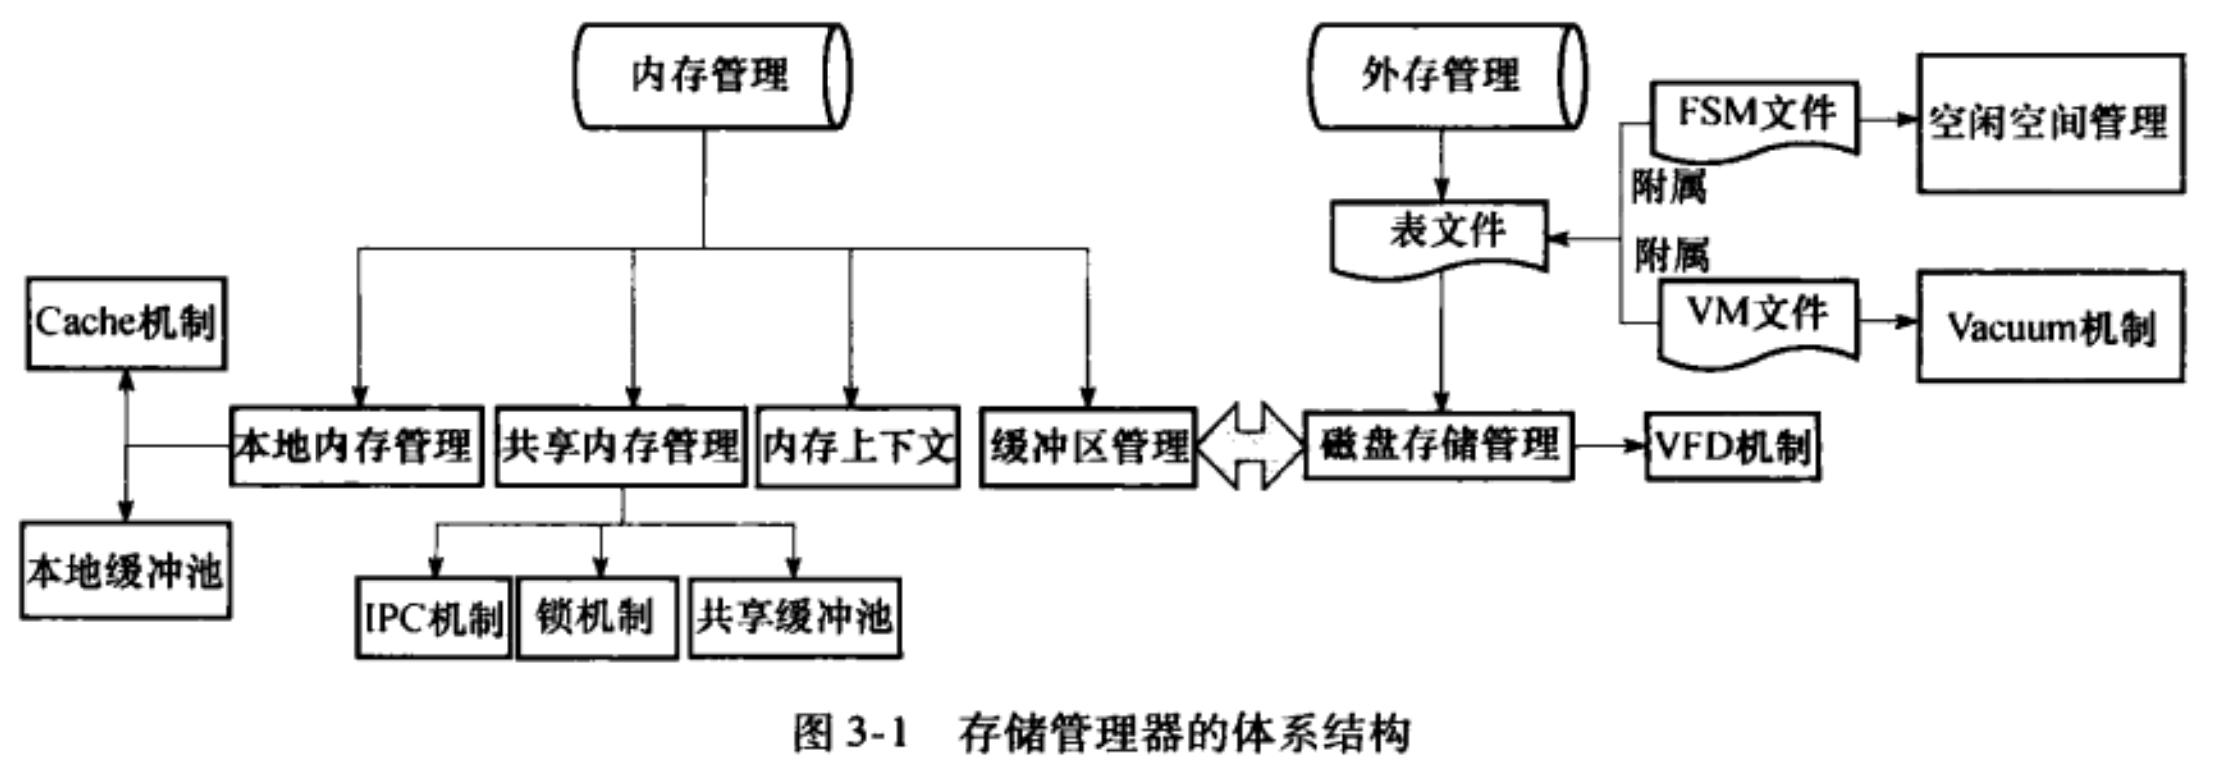 内存管理
外存管理
FSM文件
空闲空间管理
附属
表文件
附属
Cache机制
VM文件
Vacuum机制
本地内存管理
共享内存管理
内存上下文
缓冲区管理
磁盘存储管理
VFD机制
本地缓冲池
IPC机制
锁机制
共享缓冲池
图 3-1 存储管理器的体系结构